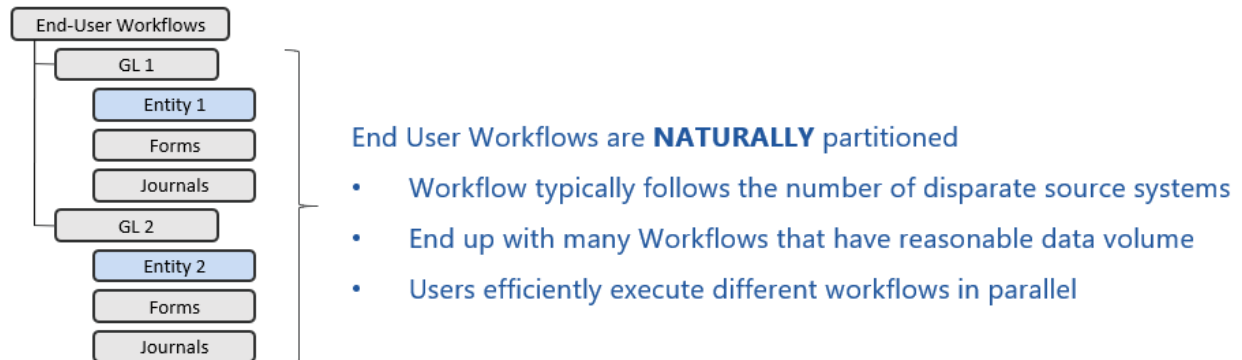 End-User Workflows
GL 1
Entity 1
Forms
Journals
GL 2
Entity 2
Forms
Journals
End User Workflows are NATURALLY partitioned
• Workflow typically follows the number of disparate source systems
• End up with many Workflows that have reasonable data volume
• Users efficiently execute different workflows in parallel